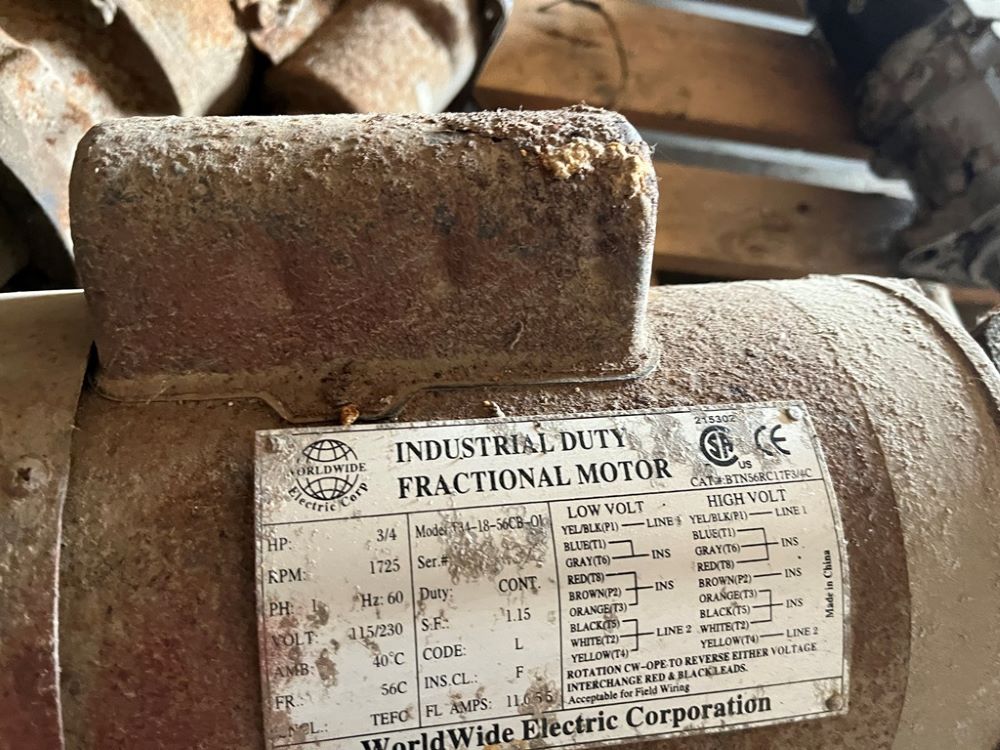 WORLDWIDE
Electric Corp
INDUSTRIAL DUTY
FRACTIONAL MOTOR
215302
US
CE
CAT#:BTN56RC17F3/4C
HP: 3/4
RPM: 1725
PH: 1 Hz: 60
VOLT: 115/230
AMB: 40°C
FR.: 56C
TEFC
Ser.#
Duty: CONT.
S.F.: 1.15
CODE: L
INS.CL.: F
FL AMPS:
LOW VOLT
YEL/BLK(P1) LINE
BLUE(T1)
GRAY(T6) INS
RED(T8)
BROWN(P2) INS
ORANGE(T3)
BLACK(T5)
WHITE(T2) LINE 2
YELLOW(T4)
HIGH VOLT
YEL/BLK(P1) LINE 1
BLUE(T1)
GRAY(T6) INS
RED(T8)
BROWN(P2) INS
ORANGE(T3)
BLACK(T5) INS
WHITE(T2)
YELLOW(T4) LINE 2
ROTATION CW-OPE TO REVERSE EITHER VOLTAGE
INTERCHANGE RED & BLACK LEADS.
Acceptable for Field Wiring
Made in China
WorldWide Electric Corporation